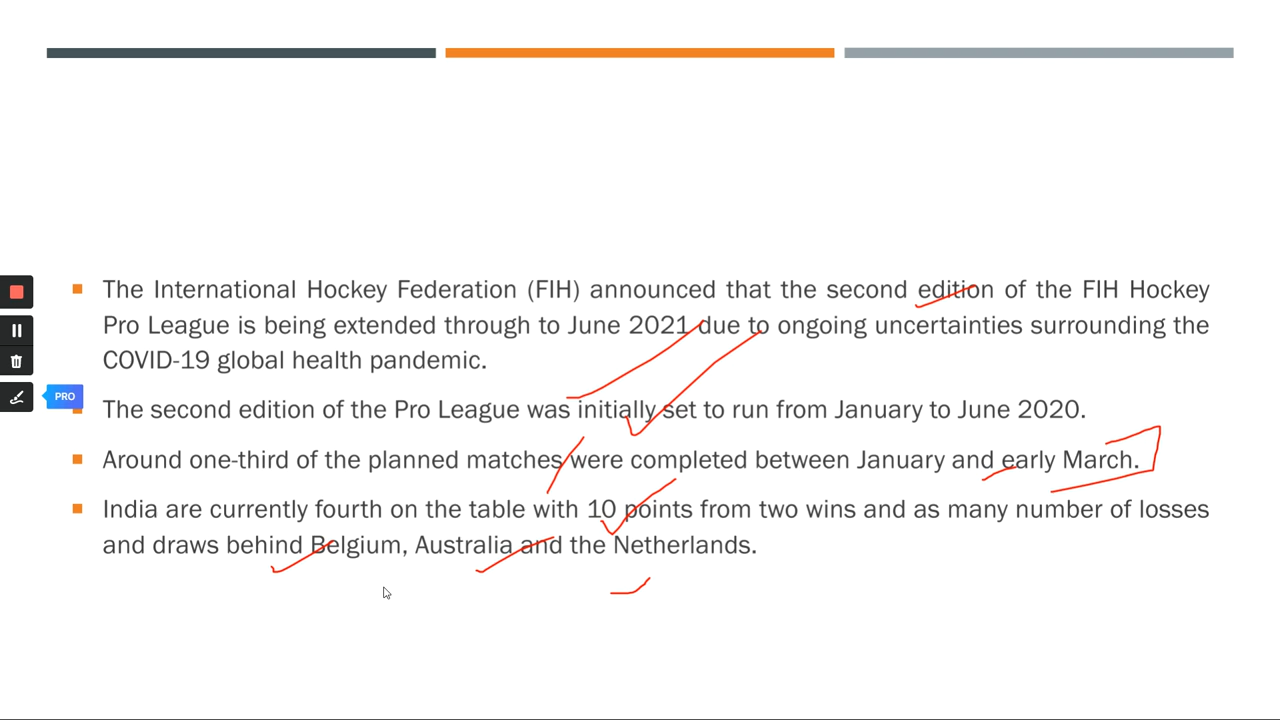 The International Hockey Federation (FIH) announced that the second edition of the FIH Hockey
Pro League is being extended through to June 2021 due to ongoing uncertainties surrounding the
COVID-19 global health pandemic.
PRO
The second edition of the Pro League was initially set to run from January to June 2020.
Around one-third of the planned matches were completed between January and early March.
India are currently fourth on the table with 10 points from two wins and as many number of losses
and draws behind Belgium, Australia and the Netherlands.